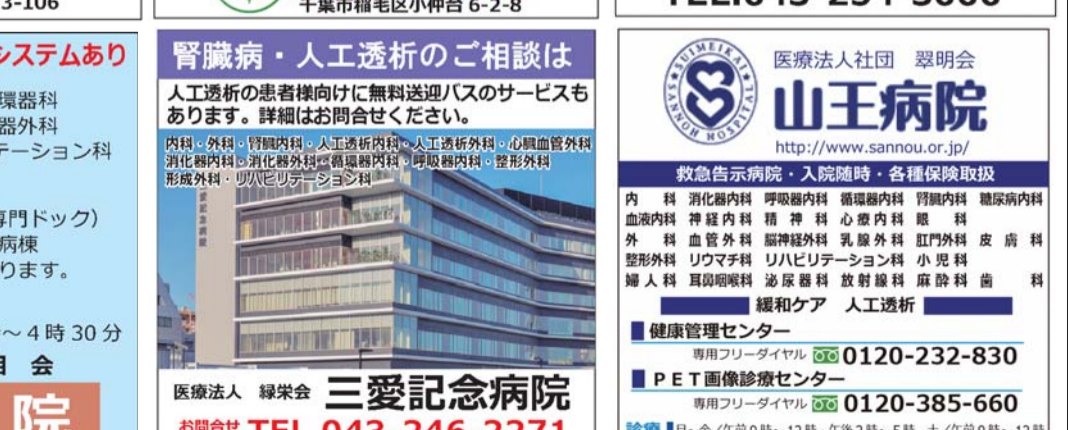 3-106
千葉市稲毛区小仲台 6-2-8
システムあり
環器科
器外科
テーション科
専門ドック）
病棟
ります。
～4時30分
会
院
腎臓病・人工透析のご相談は
人工透析の患者様向けに無料送迎バスのサービスも
あります。詳細はお問合せください。
内科・外科・腎臓内科・人工透析内科・人工透析外科・心臓血管外科
消化器内科・消化器外科・循環器内科・呼吸器内科・整形外科
形成外科・リハビリテーション科
医療法人 緑栄会 三愛記念病院
お問合せ TEL 043-246-2271
SUIMEIKAI
SANNOH HOSPITAL
医療法人社団 翠明会
山王病院
http://www.sannou.or.jp/
救急告示病院・入院随時・各種保険取扱
内科 消化器内科 呼吸器内科 循環器内科 腎臓内科 糖尿病内科
血液内科 神経内科 精神科 心療内科 眼科
外科 血管外科 脳神経外科 乳腺外科 肛門外科 皮膚科
整形外科 リウマチ科 リハビリテーション科 小児科
婦人科 耳鼻咽喉科 泌尿器科 放射線科 麻酔科 歯科
緩和ケア 人工透析
健康管理センター
専用フリーダイヤル 0120-232-830
PET画像診療センター
専用フリーダイヤル 0120-385-660